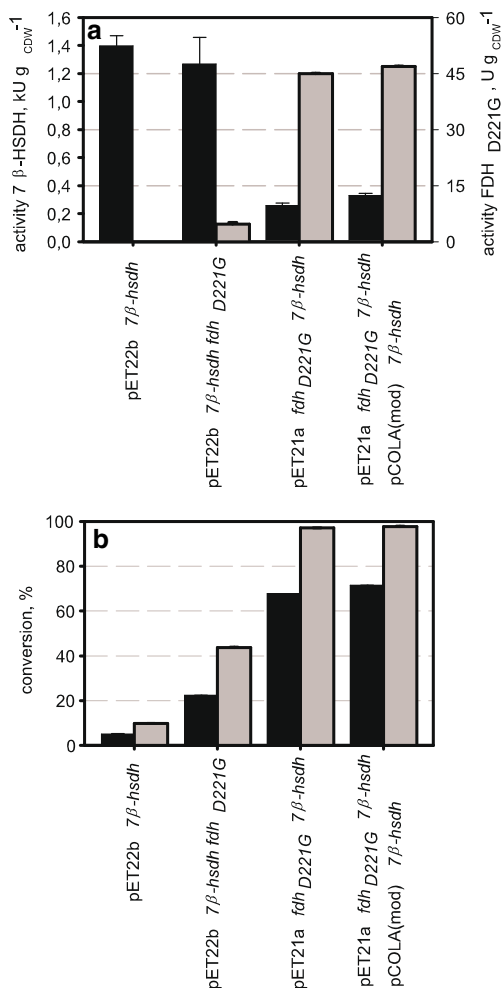 a
activity 7 β-HSDH, kU g CDW -1
1,6
1,4
1,2
1,0
0,8
0,6
0,4
0,2
0,0
60
45
30
15
0
activity FDH D221G , U g CDW -1
pET22b 7β-hsdh
pET22b 7β-hsdh fdh D221G
pET21a fdh D221G 7β-hsdh
pET21a fdh D221G 7β-hsdh
pCOLA(mod) 7β-hsdh
b
conversion, %
100
80
60
40
20
0
pET22b 7β-hsdh
pET22b 7β-hsdh fdh D221G
pET21a fdh D221G 7β-hsdh
pET21a fdh D221G 7β-hsdh
pCOLA(mod) 7β-hsdh